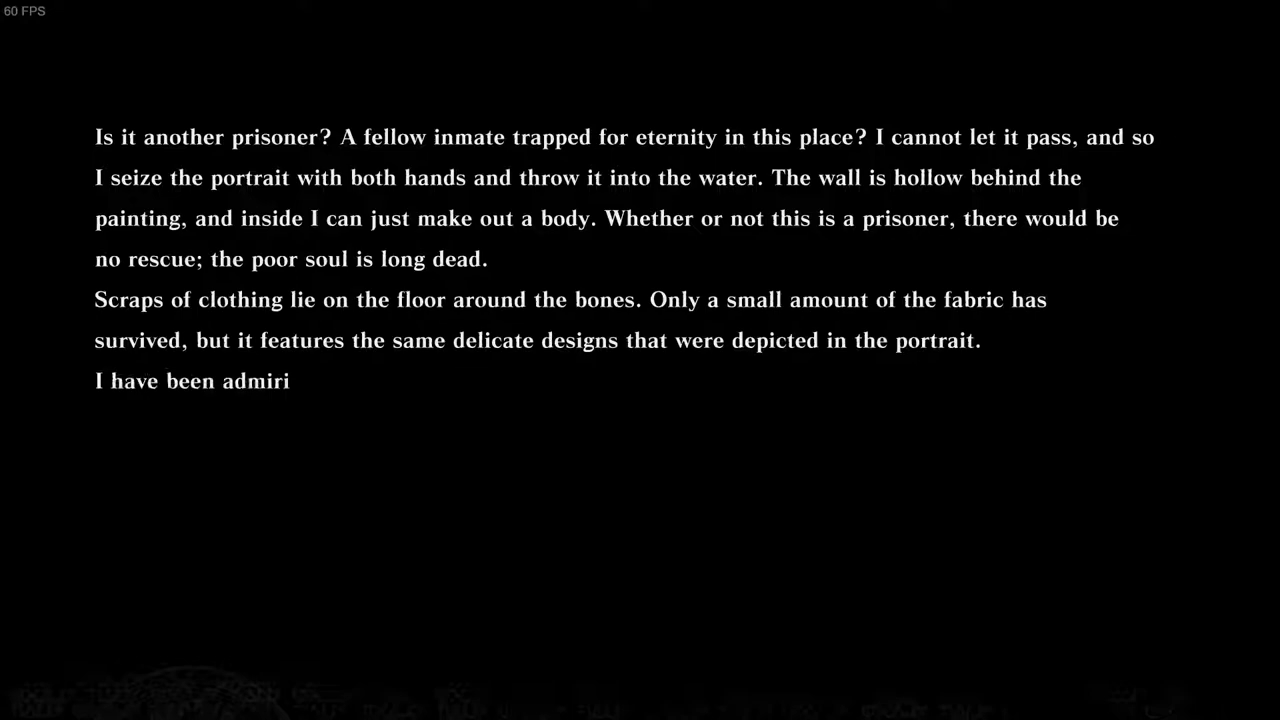 60 FPS
Is it another prisoner? A fellow inmate trapped for eternity in this place? I cannot let it pass, and so
I seize the portrait with both hands and throw it into the water. The wall is hollow behind the
painting, and inside I can just make out a body. Whether or not this is a prisoner, there would be
no rescue; the poor soul is long dead.
Scraps of clothing lie on the floor around the bones. Only a small amount of the fabric has
survived, but it features the same delicate designs that were depicted in the portrait.
I have been admiri